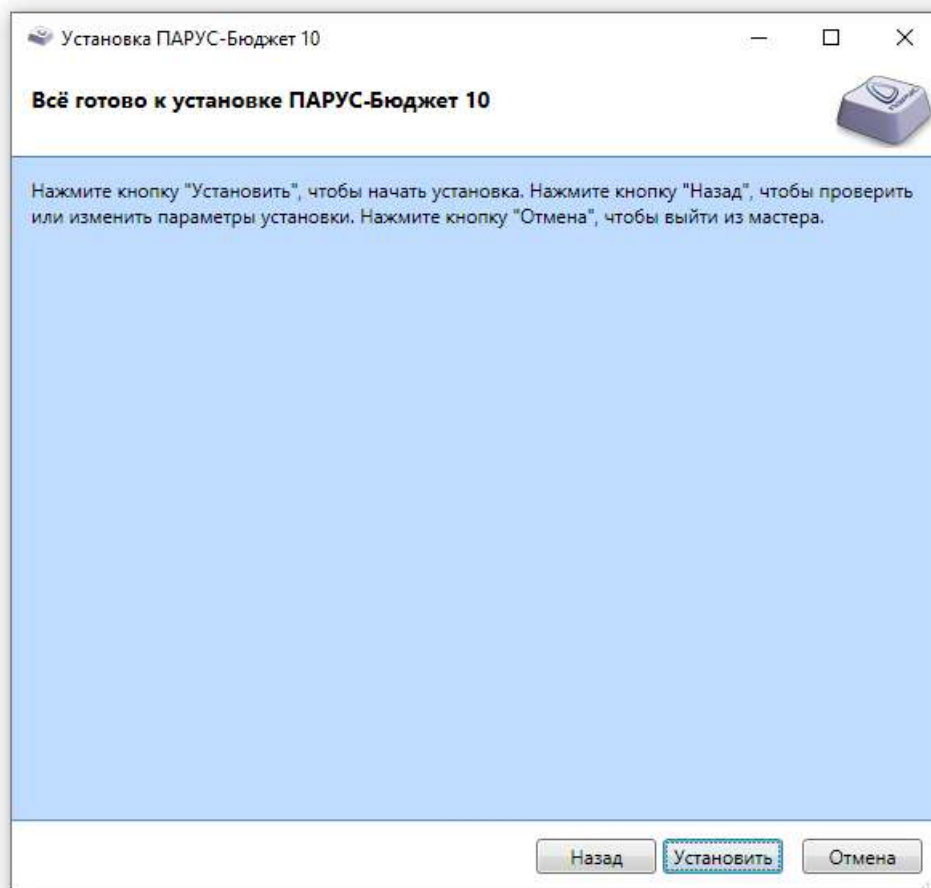 Установка ПАРУС-Бюджет 10
Всё готово к установке ПАРУС-Бюджет 10
Нажмите кнопку "Установить", чтобы начать установка. Нажмите кнопку "Назад", чтобы проверить
или изменить параметры установки. Нажмите кнопку "Отмена", чтобы выйти из мастера.
Назад Установить Отмена